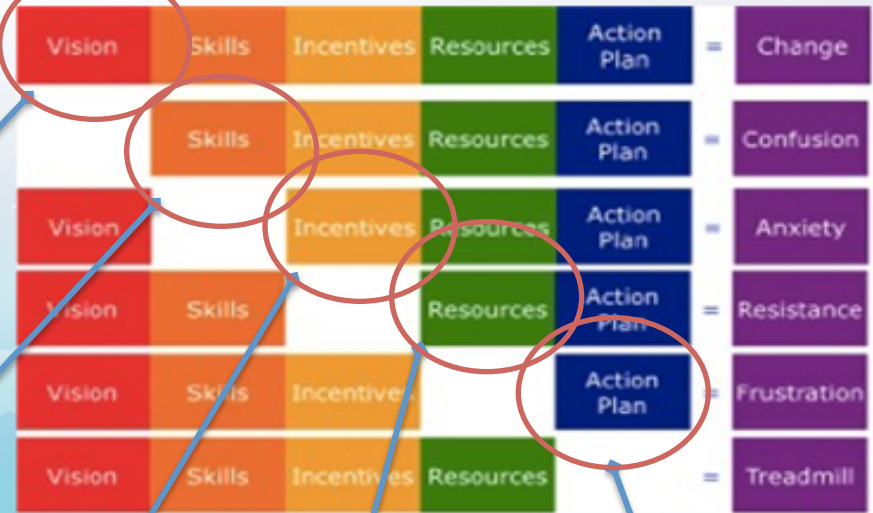 Vision Skills Incentives Resources Action Plan = Change
Skills Incentives Resources Action Plan = Confusion
Vision Incentives Resources Action Plan = Anxiety
Vision Skills Resources Action Plan = Resistance
Vision Skills Incentives Action Plan = Frustration
Vision Skills Incentives Resources = Treadmill